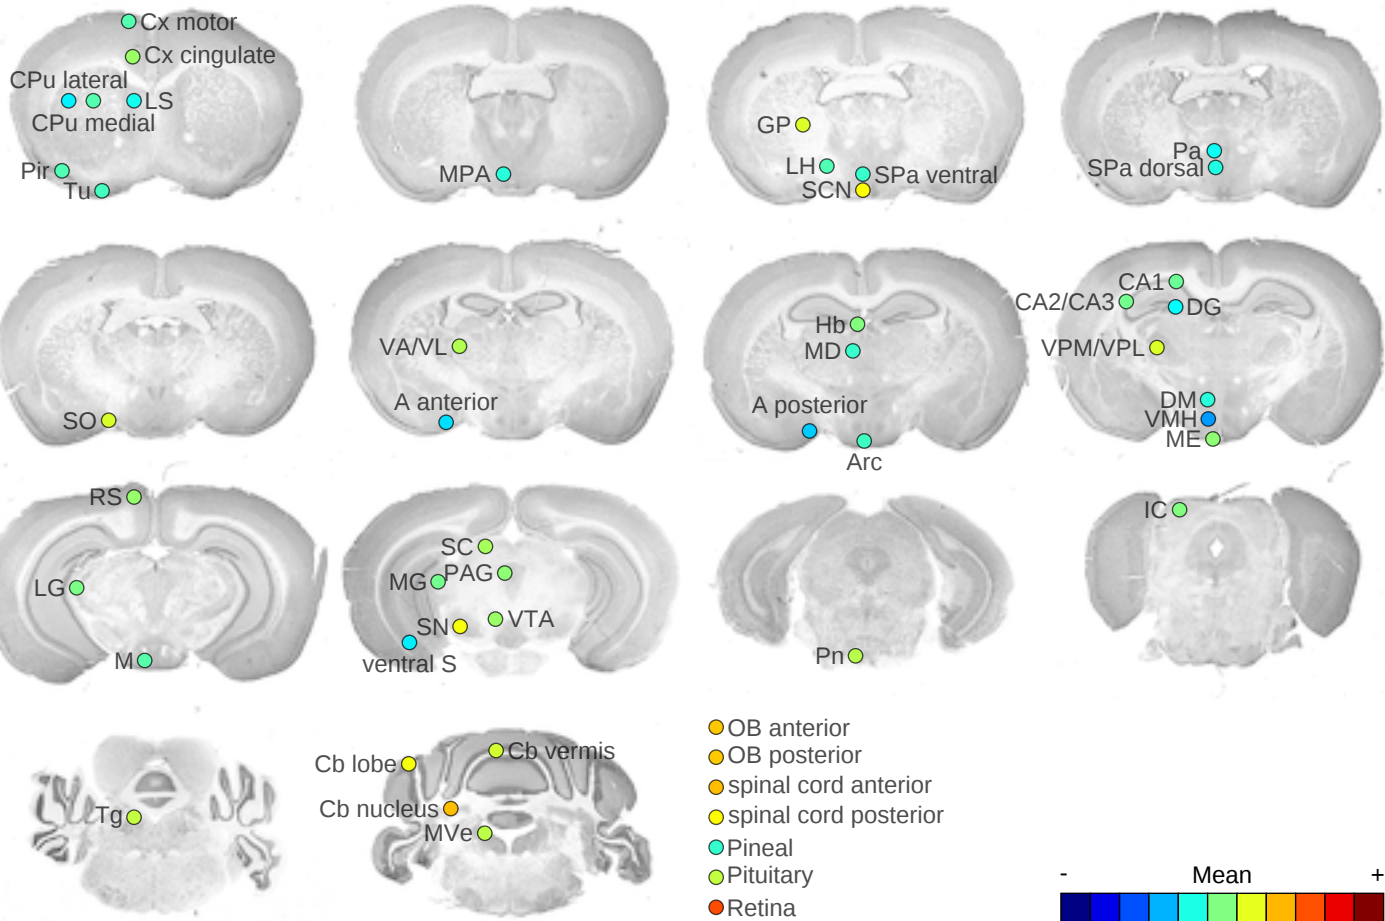 Cx motor
Cx cingulate
CPu lateral
LS
CPu medial
Pir
Tu
MPA
GP
LH
SPa ventral
SCN
Pa
SPa dorsal
SO
VA/VL
A anterior
Hb
MD
A posterior
Arc
CA1
CA2/CA3
DG
VPM/VPL
DM
VMH
ME
RS
LG
M
SC
MG
PAG
SN
VTA
ventral S
Pn
IC
Tg
Cb lobe
Cb vermis
Cb nucleus
MVe
OB anterior
OB posterior
spinal cord anterior
spinal cord posterior
Pineal
Pituitary
Retina
- Mean +